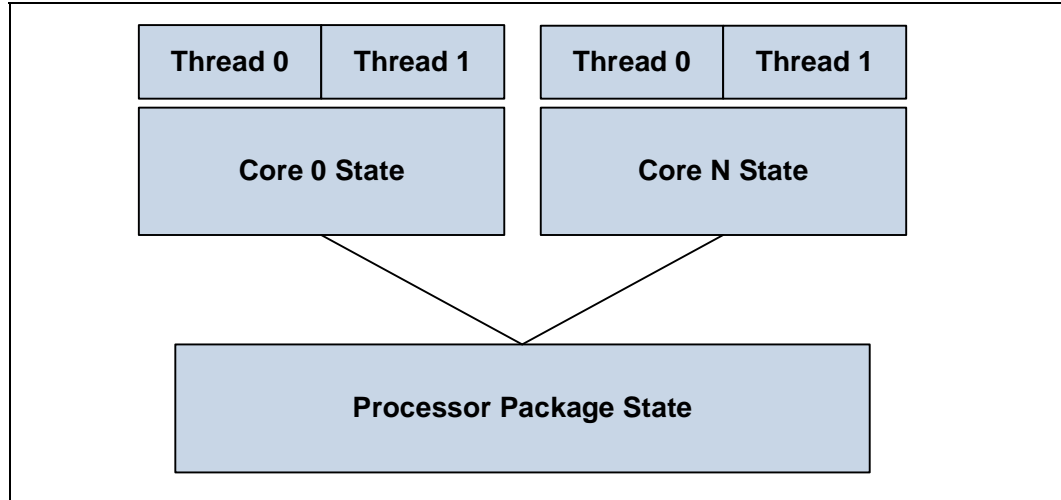 Thread 0
Thread 1
Thread 0
Thread 1
Core 0 State
Core N State
Processor Package State